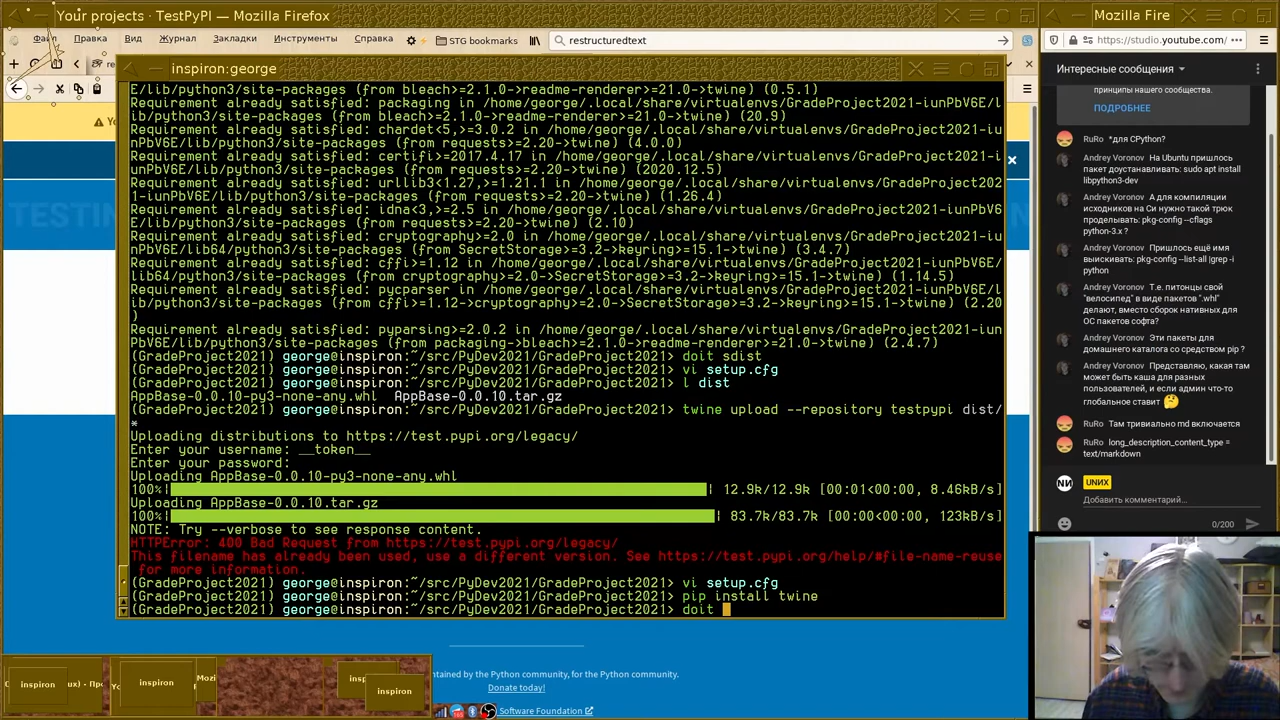 Your projects · TestPyPI - Mozilla Firefox
Mozilla Fire
Файл Правка Вид Журнал Закладки Инструменты Справка
STG bookmarks
restructuredtext
https://studio.youtube.com/
inspiron:george
E/lib/python3/site-packages (from bleach>=2.1.0->readme-renderer>=21.0->twine) (0.5.1)
Requirement already satisfied: packaging in /home/george/.local/share/virtualenvs/GradeProject2021-iunPbV6E/l
ib/python3/site-packages (from bleach>=2.1.0->readme-renderer>=21.0->twine) (20.9)
Requirement already satisfied: chardet<5,>=3.0.2 in /home/george/.local/share/virtualenvs/GradeProject2021-iu
nPbV6E/lib/python3/site-packages (from requests>=2.20->twine) (4.0.0)
Requirement already satisfied: certifi>=2017.4.17 in /home/george/.local/share/virtualenvs/GradeProject2021-i
unPbV6E/lib/python3/site-packages (from requests>=2.20->twine) (2020.12.5)
Requirement already satisfied: urllib3<1.27,>=1.21.1 in /home/george/.local/share/virtualenvs/GradeProject202
1-iunPbV6E/lib/python3/site-packages (from requests>=2.20->twine) (1.26.4)
Requirement already satisfied: idna<3,>=2.5 in /home/george/.local/share/virtualenvs/GradeProject2021-iunPbV6
E/lib/python3/site-packages (from requests>=2.20->twine) (2.10)
Requirement already satisfied: cryptography>=2.0 in /home/george/.local/share/virtualenvs/GradeProject2021-iu
nPbV6E/lib64/python3/site-packages (from SecretStorage>=3.2->keyring>=15.1->twine) (3.4.7)
Requirement already satisfied: cffi>=1.12 in /home/george/.local/share/virtualenvs/GradeProject2021-iunPbV6E/
lib64/python3/site-packages (from cryptography>=2.0->SecretStorage>=3.2->keyring>=15.1->twine) (1.14.5)
Requirement already satisfied: pycparser in /home/george/.local/share/virtualenvs/GradeProject2021-iunPbV6E/l
ib/python3/site-packages (from cffi>=1.12->cryptography>=2.0->SecretStorage>=3.2->keyring>=15.1->twine) (2.20
)
Requirement already satisfied: pyparsing>=2.0.2 in /home/george/.local/share/virtualenvs/GradeProject2021-iun
PbV6E/lib/python3/site-packages (from packaging->bleach>=2.1.0->readme-renderer>=21.0->twine) (2.4.7)
(GradeProject2021) george@inspiron:~/src/PyDev2021/GradeProject2021> doit sdist
(GradeProject2021) george@inspiron:~/src/PyDev2021/GradeProject2021> vi setup.cfg
(GradeProject2021) george@inspiron:~/src/PyDev2021/GradeProject2021> l dist
AppBase-0.0.10-py3-none-any.whl  AppBase-0.0.10.tar.gz
(GradeProject2021) george@inspiron:~/src/PyDev2021/GradeProject2021> twine upload --repository testpypi dist/
*
Uploading distributions to https://test.pypi.org/legacy/
Enter your username: __token__
Enter your password:
Uploading AppBase-0.0.10-py3-none-any.whl
100%| | 12.9k/12.9k [00:01<00:00, 8.46kB/s]
Uploading AppBase-0.0.10.tar.gz
100%| | 83.7k/83.7k [00:00<00:00, 123kB/s]
NOTE: Try --verbose to see response content.
HTTPError: 400 Bad Request from https://test.pypi.org/legacy/
This filename has already been used, use a different version. See https://test.pypi.org/help/#file-name-reuse
for more information.
(GradeProject2021) george@inspiron:~/src/PyDev2021/GradeProject2021> vi setup.cfg
(GradeProject2021) george@inspiron:~/src/PyDev2021/GradeProject2021> pip install twine
(GradeProject2021) george@inspiron:~/src/PyDev2021/GradeProject2021> doit
TESTIN
Интересные сообщения
принципы нашего сообщества.
ПОДРОБНЕЕ
RuRo *для CPython?
Andrey Voronov На Ubuntu пришлось
пакет доустанавливать: sudo apt install
libpython3-dev
Andrey Voronov А для компиляции
исходников на Си нужно такой трюк
проделывать: pkg-config --cflags
python-3.x ?
Andrey Voronov Пришлось ещё имя
выискивать: pkg-config --list-all |grep -i
python
Andrey Voronov Т.е. питонцы свой
"велосипед" в виде пакетов ".whl"
делают, вместо сборок нативных для
ОС пакетов софта?
Andrey Voronov Эти пакеты для
домашнего каталога со средством pip ?
Andrey Voronov Представляю, какая там
может быть каша для разных
пользователей, и если админ что-то
глобальное ставит
RuRo Там тривиально md включается
RuRo long_description_content_type =
text/markdown
UNIX
Добавить комментарий...
0/200
ntained by the Python community, for the Python community.
Donate today!
Software Foundation
inspiron
inspiron
Mozi
insp
inspiron